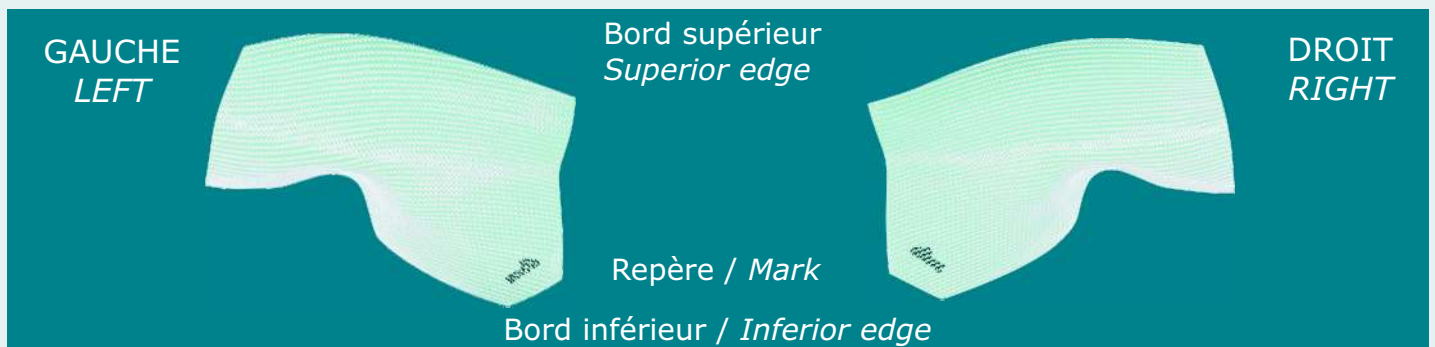 GAUCHE
LEFT
Bord supérieur
Superior edge
DROIT
RIGHT
Repère / Mark
Bord inférieur / Inferior edge